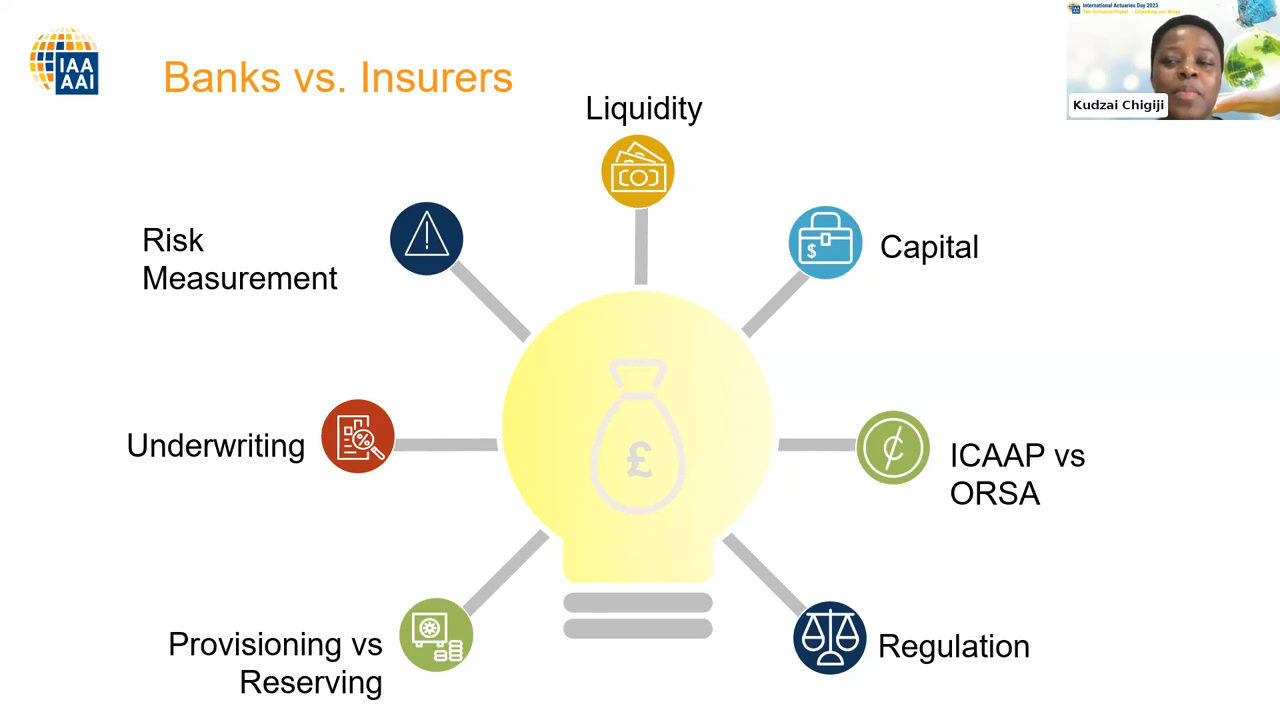 IAA
AAI
Banks vs. Insurers
International Actuaries Day 2023
Kudzai Chigiji
Liquidity
Risk
Measurement
$
Capital
Underwriting
%
£
¢
ICAAP vs
ORSA
Provisioning vs
Reserving
Regulation